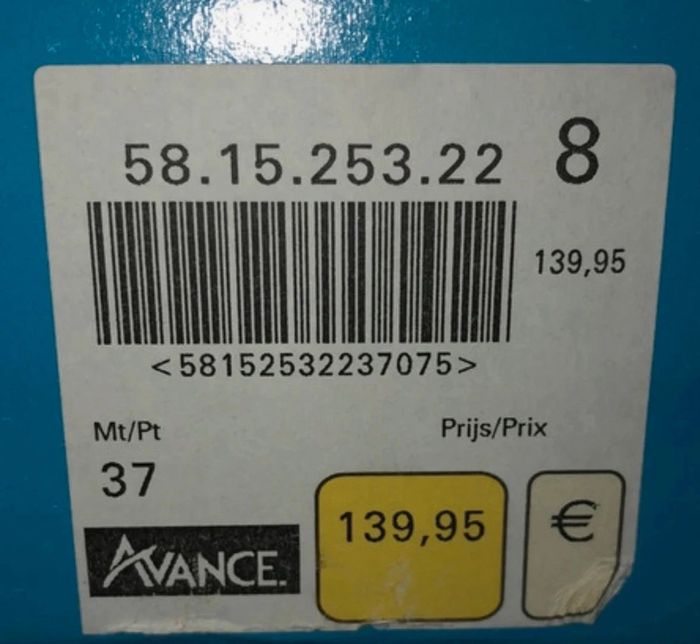 58.15.253.22 8
139,95
<58152532237075>
Mt/Pt Prijs/Prix
37
139,95 €
AVANCE.